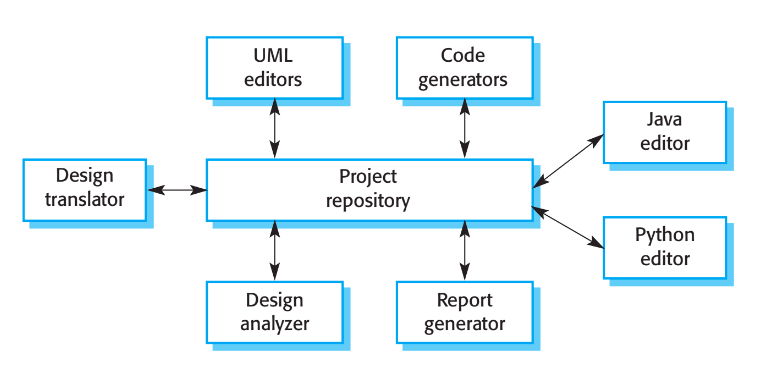 UML
editors
Code
generators
Java
editor
Design
translator
Project
repository
Python
editor
Design
analyzer
Report
generator